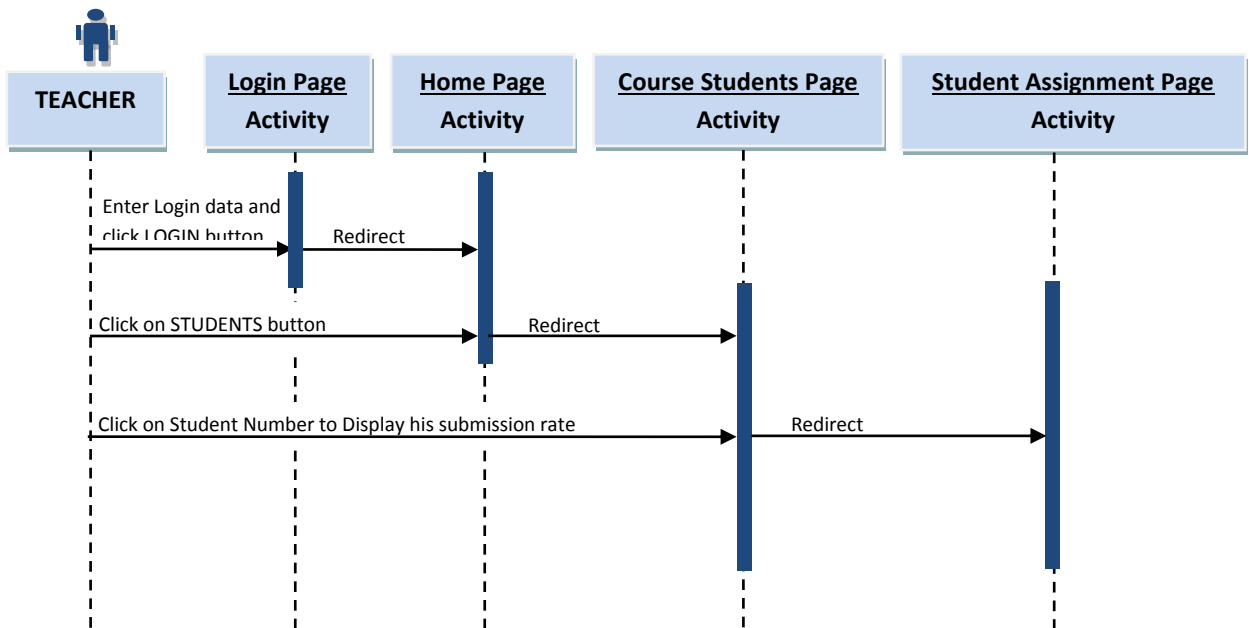 TEACHER
Login Page
Activity
Home Page
Activity
Course Students Page
Activity
Student Assignment Page
Activity
Enter Login data and
click LOGIN button
Redirect
Click on STUDENTS button
Redirect
Click on Student Number to Display his submission rate
Redirect